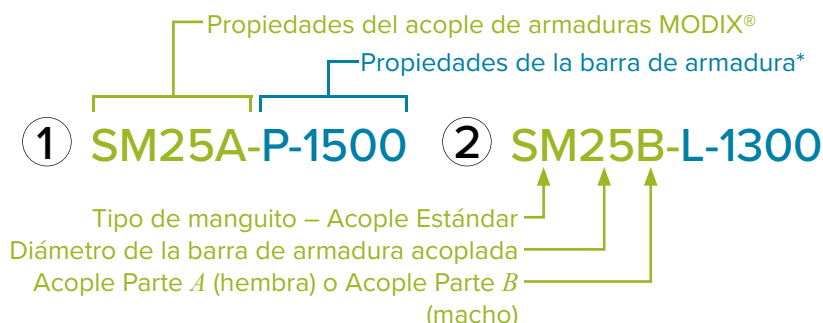 Propiedades del acople de armaduras MODIX®
Propiedades de la barra de armadura*
1 SM25A-P-1500 2 SM25B-L-1300
Tipo de manguito – Acople Estándar
Diámetro de la barra de armadura acoplada
Acople Parte A (hembra) o Acople Parte B
(macho)